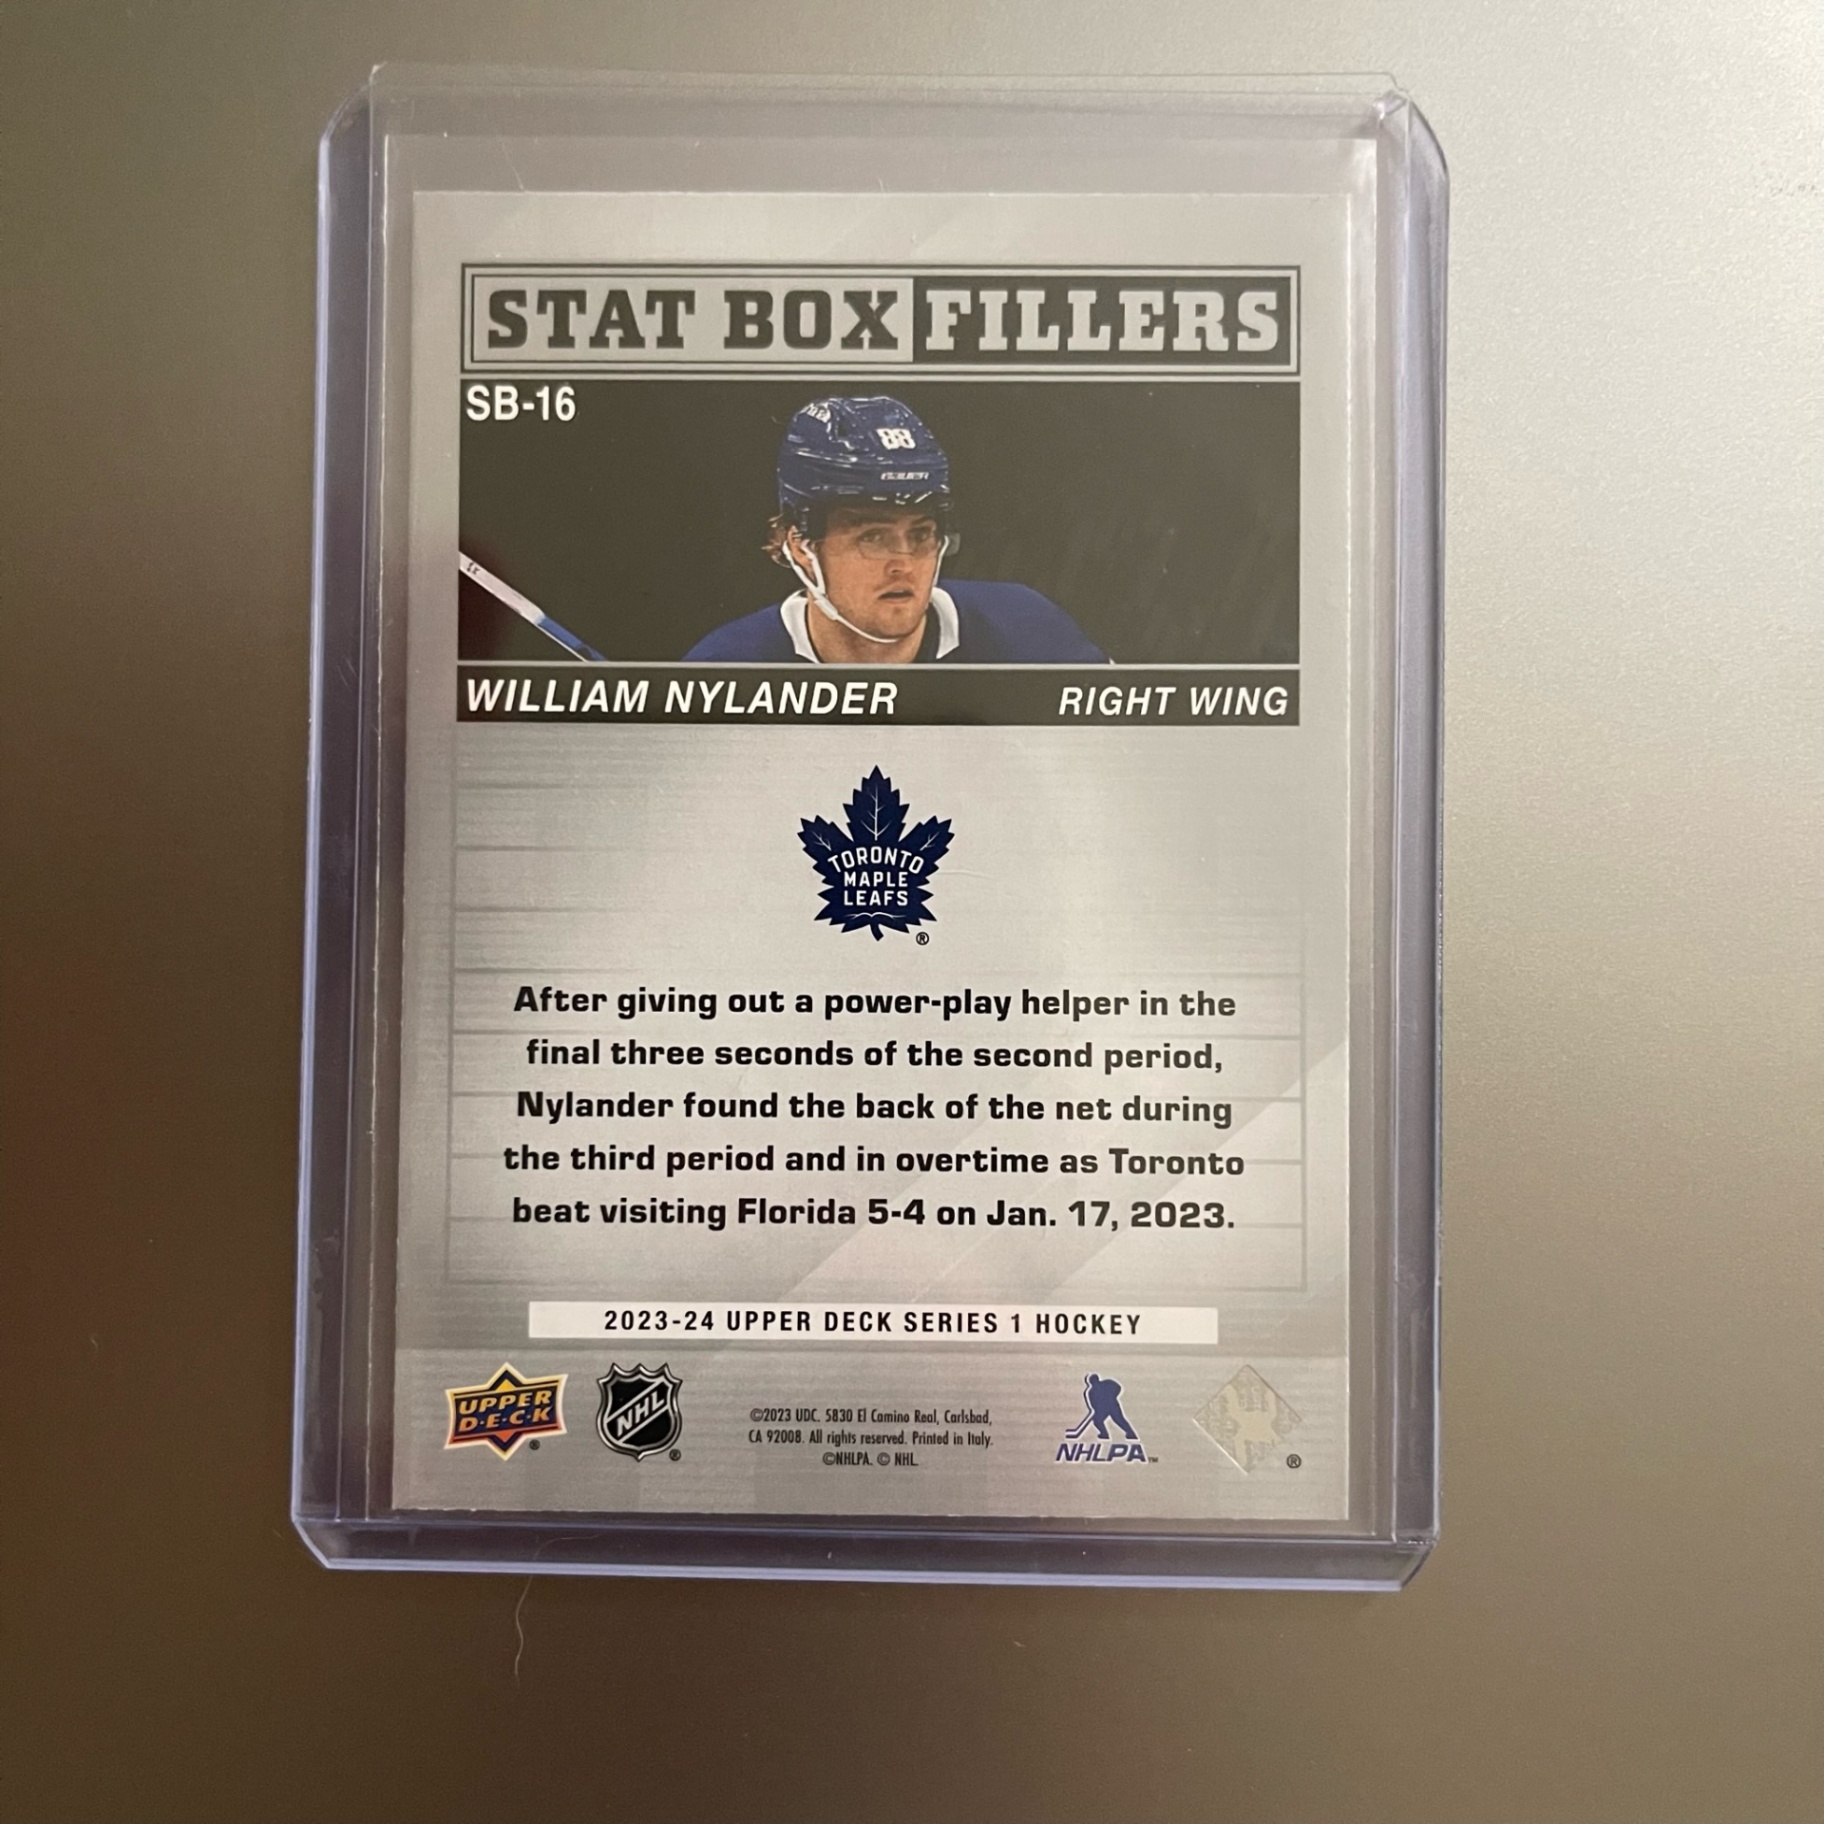 STAT BOX FILLERS
SB-16
88
BAUER
WILLIAM NYLANDER RIGHT WING
TORONTO
MAPLE
LEAFS
®
After giving out a power-play helper in the
final three seconds of the second period,
Nylander found the back of the net during
the third period and in overtime as Toronto
beat visiting Florida 5-4 on Jan. 17, 2023.
2023-24 UPPER DECK SERIES 1 HOCKEY
UPPER
D·E·C·K
®
NHL
®
©2023 UDC. 5830 El Camino Real, Carlsbad,
CA 92008. All rights reserved. Printed in Italy.
©NHLPA. © NHL.
NHLPA™
®